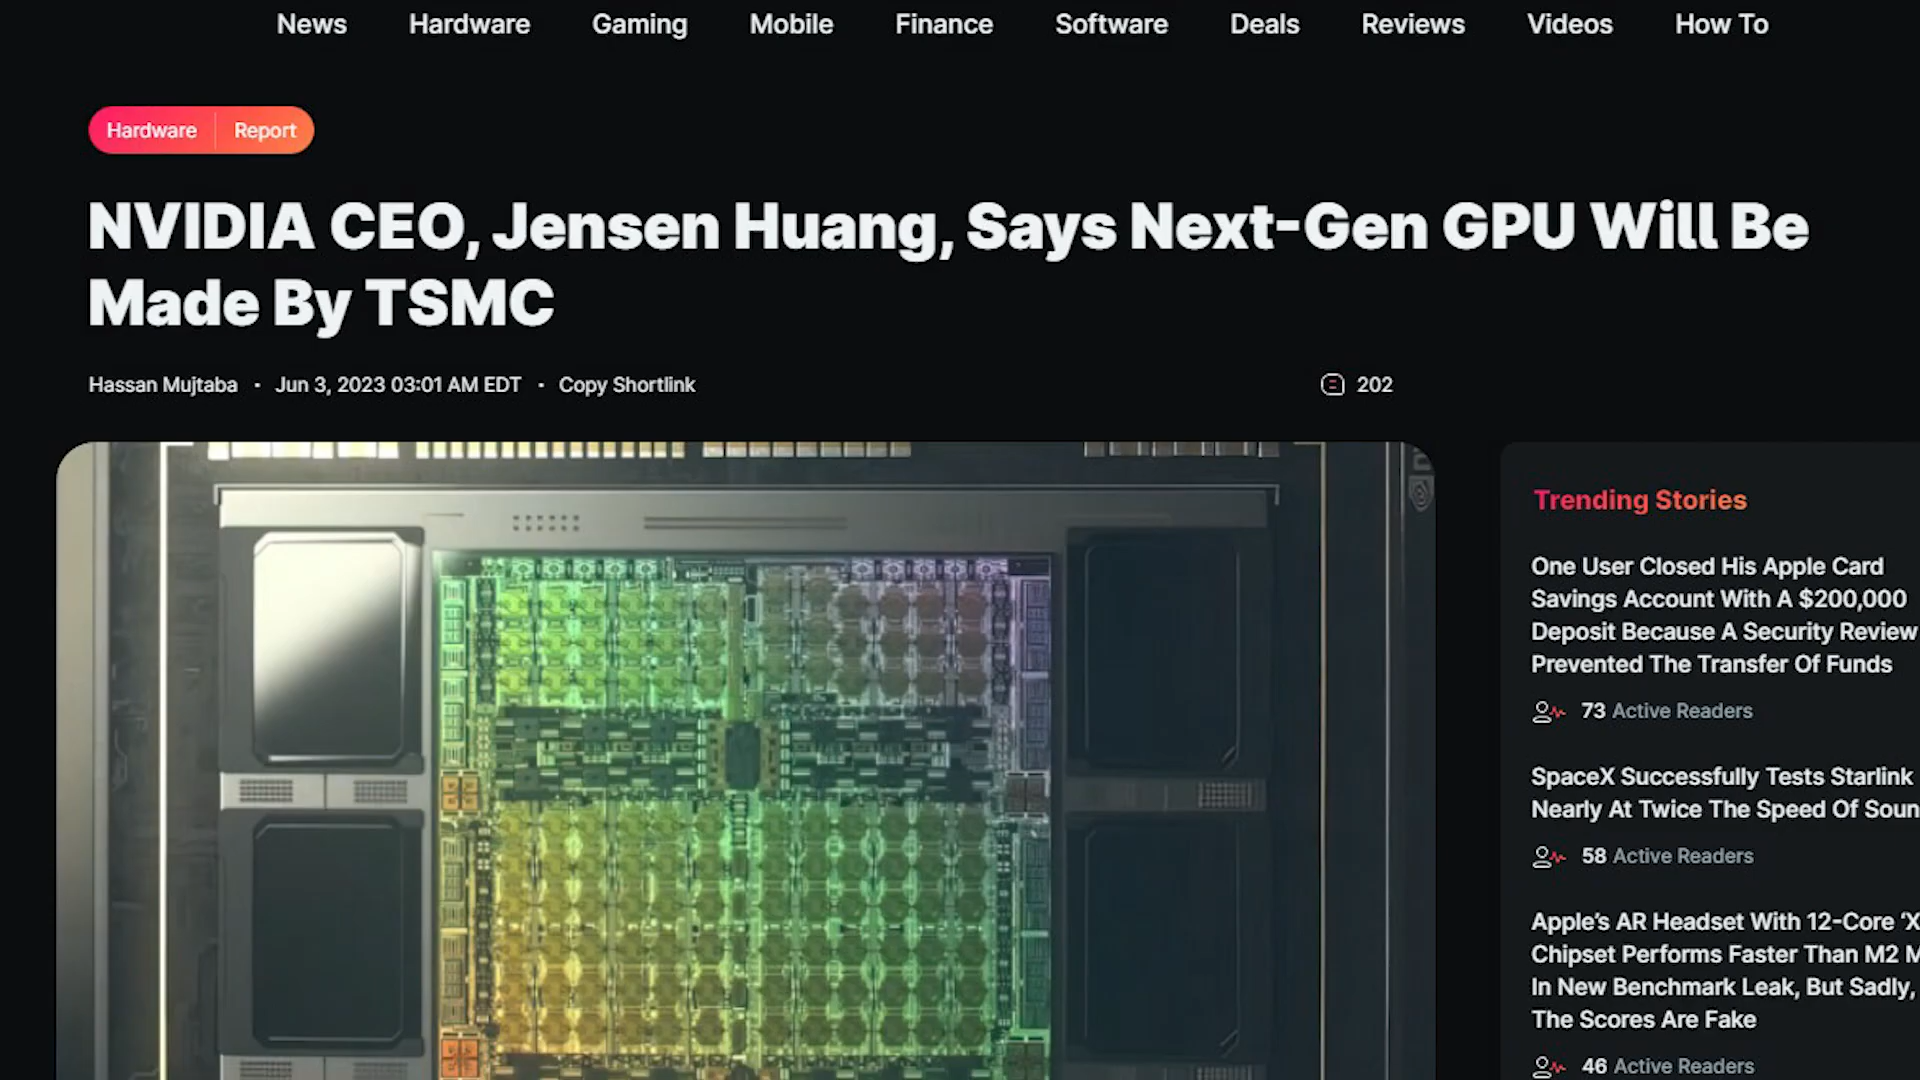 News Hardware Gaming Mobile Finance Software Deals Reviews Videos How To
Hardware Report
NVIDIA CEO, Jensen Huang, Says Next-Gen GPU Will Be
Made By TSMC
Hassan Mujtaba • Jun 3, 2023 03:01 AM EDT • Copy Shortlink
202
Trending Stories
One User Closed His Apple Card
Savings Account With A $200,000
Deposit Because A Security Review
Prevented The Transfer Of Funds
73 Active Readers
SpaceX Successfully Tests Starlink
Nearly At Twice The Speed Of Soun
58 Active Readers
Apple’s AR Headset With 12-Core ‘X
Chipset Performs Faster Than M2 M
In New Benchmark Leak, But Sadly,
The Scores Are Fake
46 Active Readers